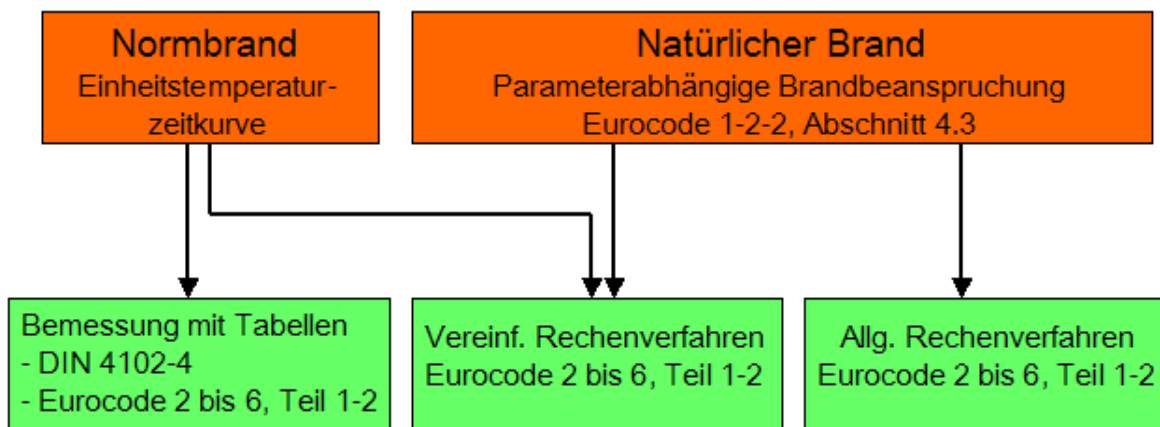 Normbrand
Einheitstemperatur-
zeitkurve
Natürlicher Brand
Parameterabhängige Brandbeanspruchung
Eurocode 1-2-2, Abschnitt 4.3
Bemessung mit Tabellen
- DIN 4102-4
- Eurocode 2 bis 6, Teil 1-2
Vereinf. Rechenverfahren
Eurocode 2 bis 6, Teil 1-2
Allg. Rechenverfahren
Eurocode 2 bis 6, Teil 1-2